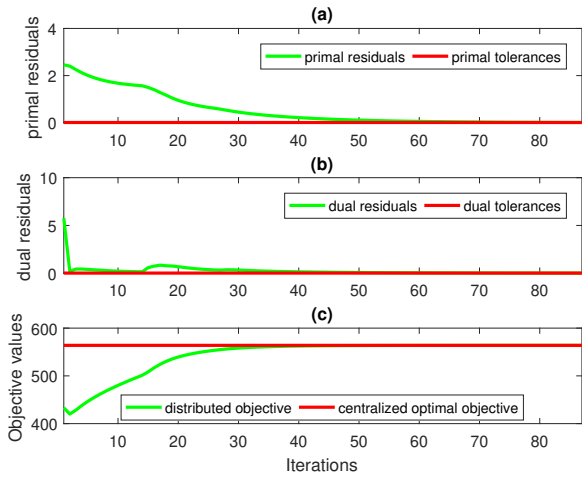 (a)
primal residuals
4
2
0
primal residuals primal tolerances
10 20 30 40 50 60 70 80
(b)
dual residuals
10
5
0
dual residuals dual tolerances
10 20 30 40 50 60 70 80
(c)
Objective values
600
500
400
distributed objective centralized optimal objective
10 20 30 40 50 60 70 80
Iterations